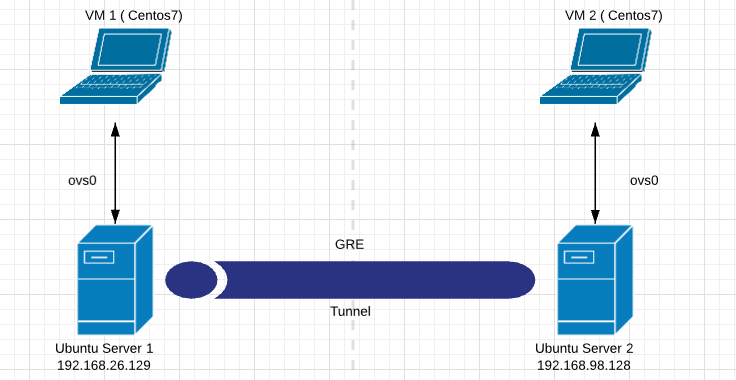 VM 1 ( Centos7)
VM 2 ( Centos7)
ovs0
ovs0
GRE
Tunnel
Ubuntu Server 1
192.168.26.129
Ubuntu Server 2
192.168.98.128